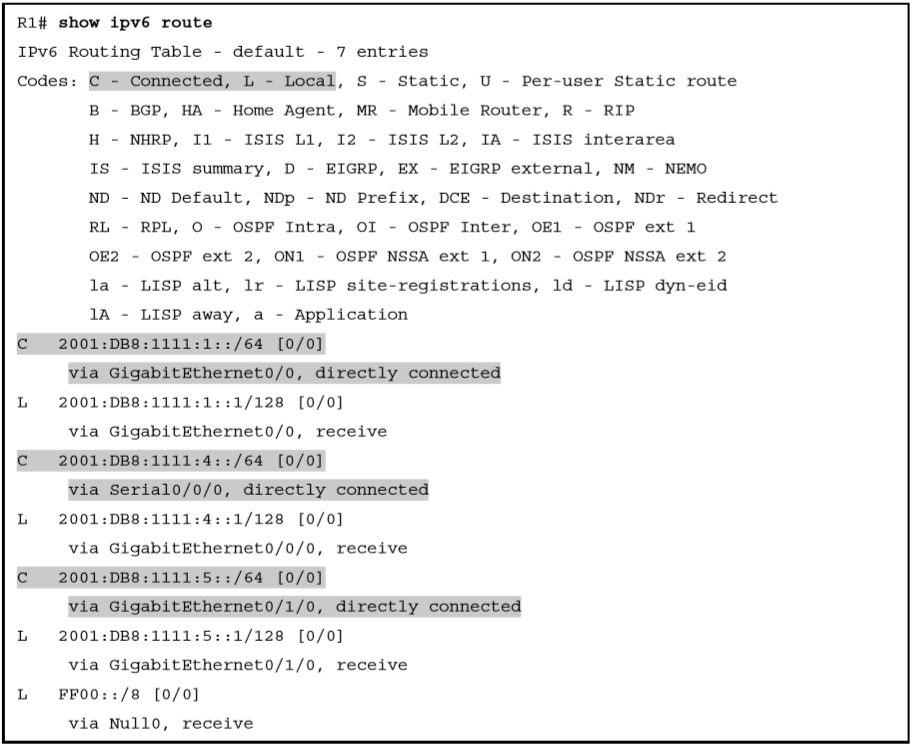 R1# show ipv6 route
IPv6 Routing Table - default - 7 entries
Codes: C - Connected, L - Local, S - Static, U - Per-user Static route
B - BGP, HA - Home Agent, MR - Mobile Router, R - RIP
H - NHRP, I1 - ISIS L1, I2 - ISIS L2, IA - ISIS interarea
IS - ISIS summary, D - EIGRP, EX - EIGRP external, NM - NEMO
ND - ND Default, NDp - ND Prefix, DCE - Destination, NDr - Redirect
RL - RPL, O - OSPF Intra, OI - OSPF Inter, OE1 - OSPF ext 1
OE2 - OSPF ext 2, ON1 - OSPF NSSA ext 1, ON2 - OSPF NSSA ext 2
la - LISP alt, lr - LISP site-registrations, ld - LISP dyn-eid
lA - LISP away, a - Application
C 2001:DB8:1111:1::/64 [0/0]
via GigabitEthernet0/0, directly connected
L 2001:DB8:1111:1::1/128 [0/0]
via GigabitEthernet0/0, receive
C 2001:DB8:1111:4::/64 [0/0]
via Serial0/0/0, directly connected
L 2001:DB8:1111:4::1/128 [0/0]
via GigabitEthernet0/0/0, receive
C 2001:DB8:1111:5::/64 [0/0]
via GigabitEthernet0/1/0, directly connected
L 2001:DB8:1111:5::1/128 [0/0]
via GigabitEthernet0/1/0, receive
L FF00::/8 [0/0]
via Null0, receive